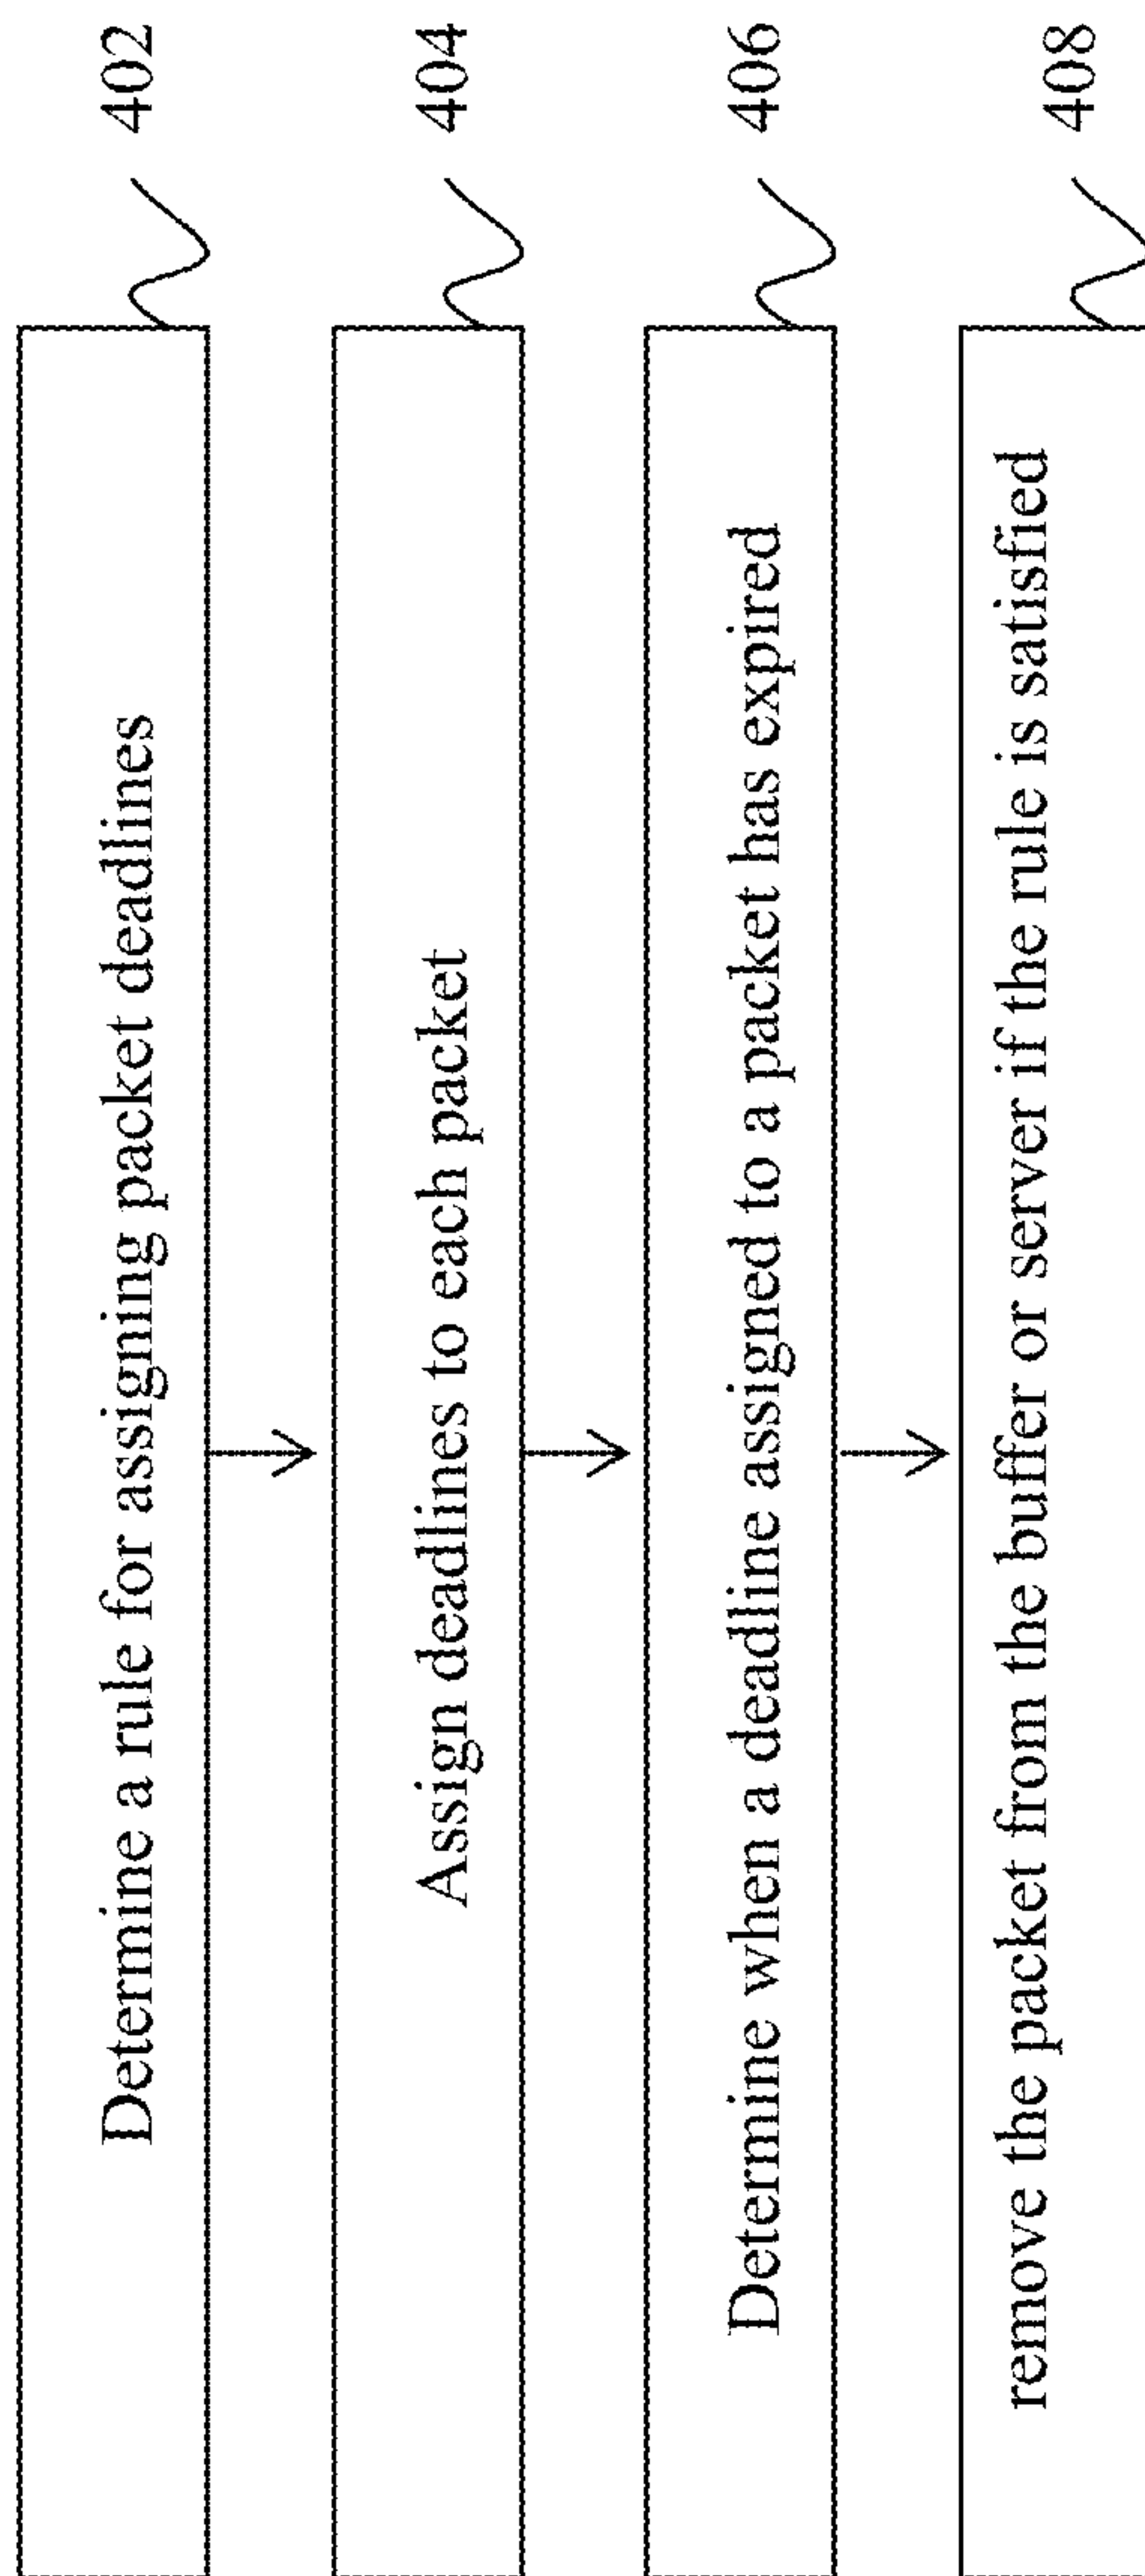 Determine a rule for assigning packet deadlines
402
Assign deadlines to each packet
404
Determine when a deadline assigned to a packet has expired
406
remove the packet from the buffer or server if the rule is satisfied
408